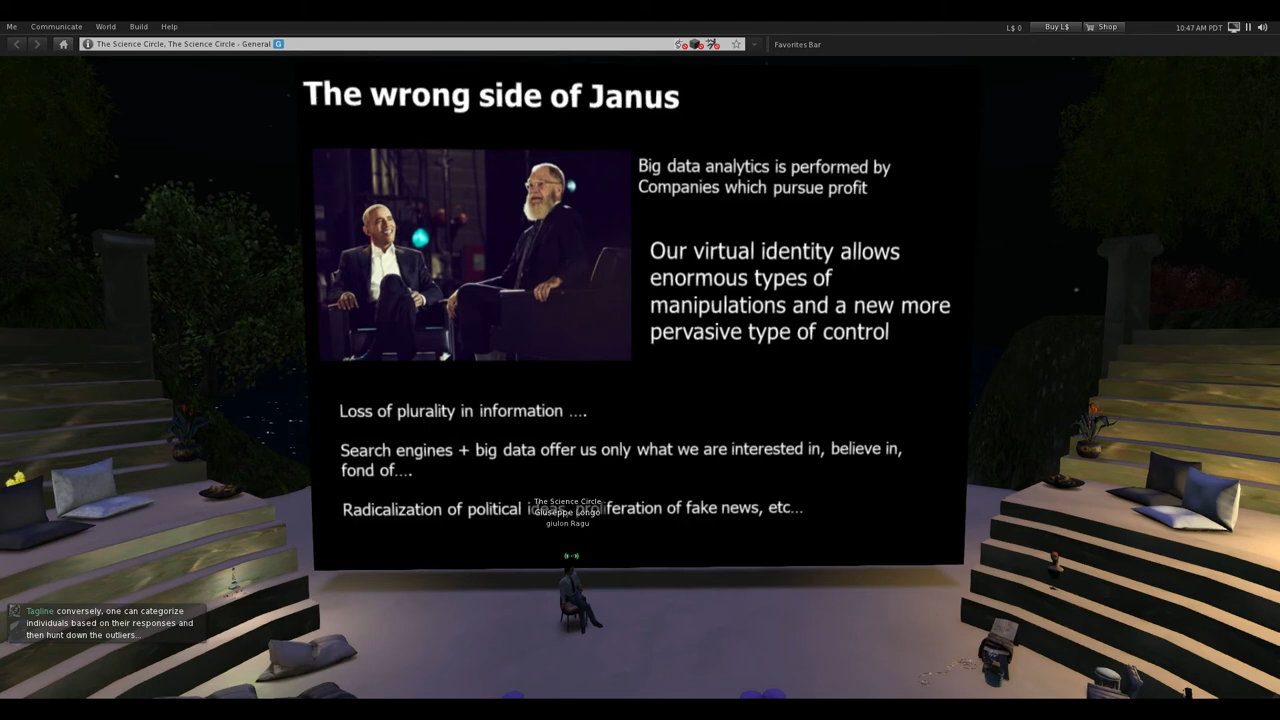 Me Communicate World Build Help
L$ 0 Buy L$ Shop 10:47 AM PDT
The Science Circle, The Science Circle - General G
Favorites Bar
The wrong side of Janus
Big data analytics is performed by
Companies which pursue profit
Our virtual identity allows
enormous types of
manipulations and a new more
pervasive type of control
Loss of plurality in information ....
Search engines + big data offer us only what we are interested in, believe in,
fond of....
Radicalization of political ideas, proliferation of fake news, etc...
The Science Circle
Giuseppe Longo
giulon Ragu
Tagline conversely, one can categorize
individuals based on their responses and
then hunt down the outliers...